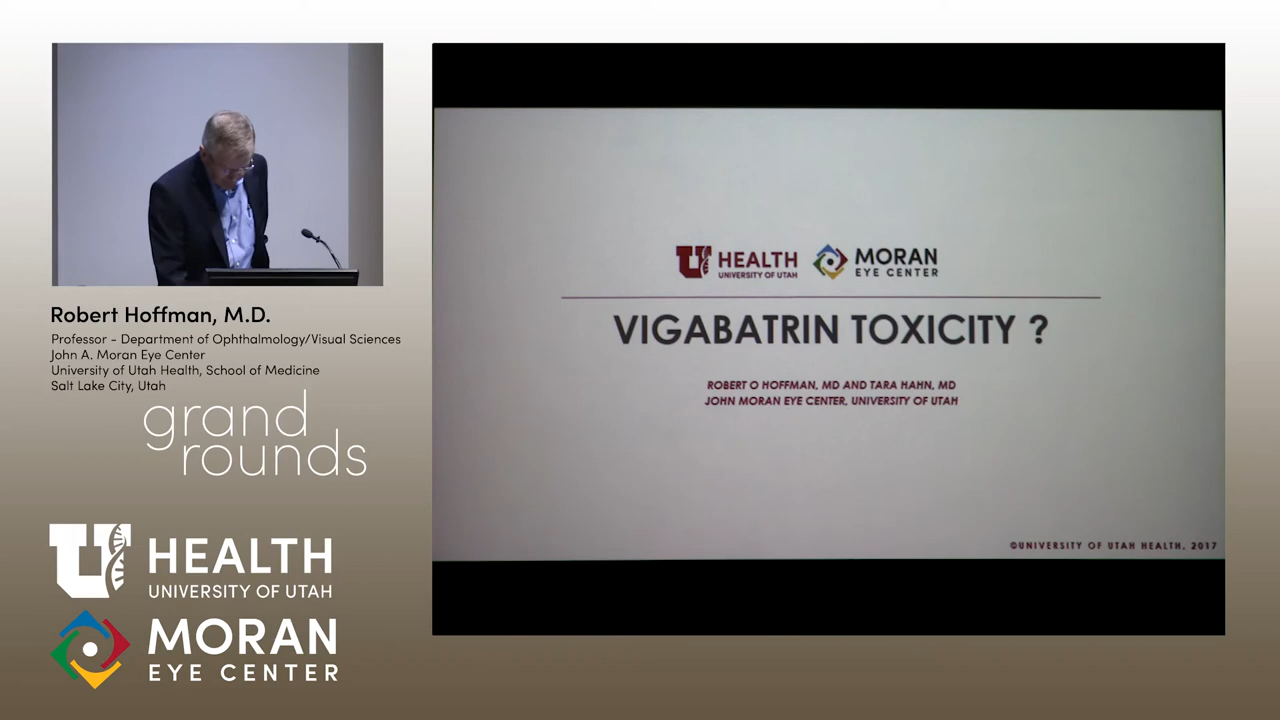 Robert Hoffman, M.D.
Professor - Department of Ophthalmology/Visual Sciences
John A. Moran Eye Center
University of Utah Health, School of Medicine
Salt Lake City, Utah
grand
rounds
U HEALTH
UNIVERSITY OF UTAH
MORAN
EYE CENTER
U HEALTH
UNIVERSITY OF UTAH
MORAN
EYE CENTER
VIGABATRIN TOXICITY ?
ROBERT O HOFFMAN, MD AND TARA HAHN, MD
JOHN MORAN EYE CENTER, UNIVERSITY OF UTAH
©UNIVERSITY OF UTAH HEALTH, 2017